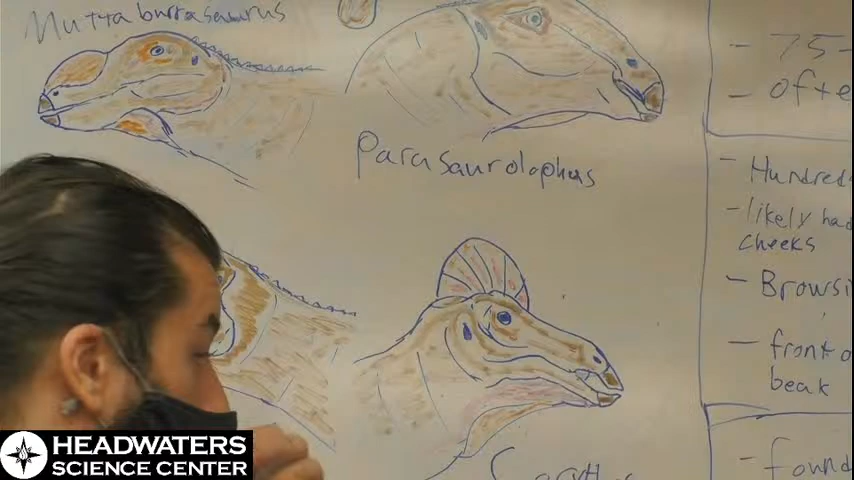 Muttaburrasaurus
Parasaurolophus
- 75-
- ofte
- Hundred
- likely had
cheeks
- Browsi
- front o
beak
- found
HEADWATERS
SCIENCE CENTER